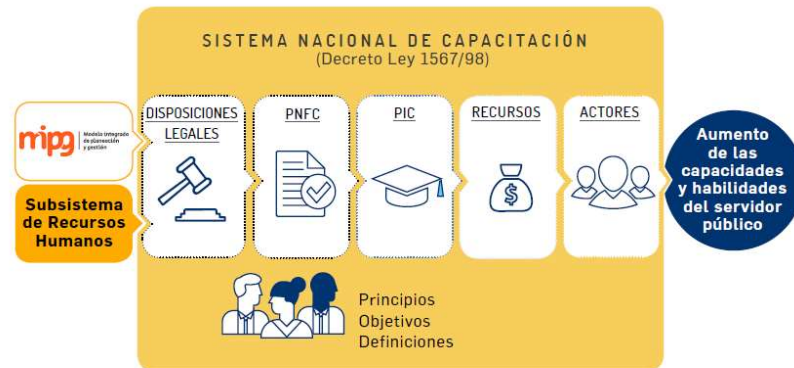 SISTEMA NACIONAL DE CAPACITACIÓN
(Decreto Ley 1567/98)
mipg
Modelo integrado
de planeación
y gestión
Subsistema
de Recursos
Humanos
DISPOSICIONES
LEGALES
PNFC
PIC
RECURSOS
$
ACTORES
Aumento
de las
capacidades
y habilidades
del servidor
público
Principios
Objetivos
Definiciones